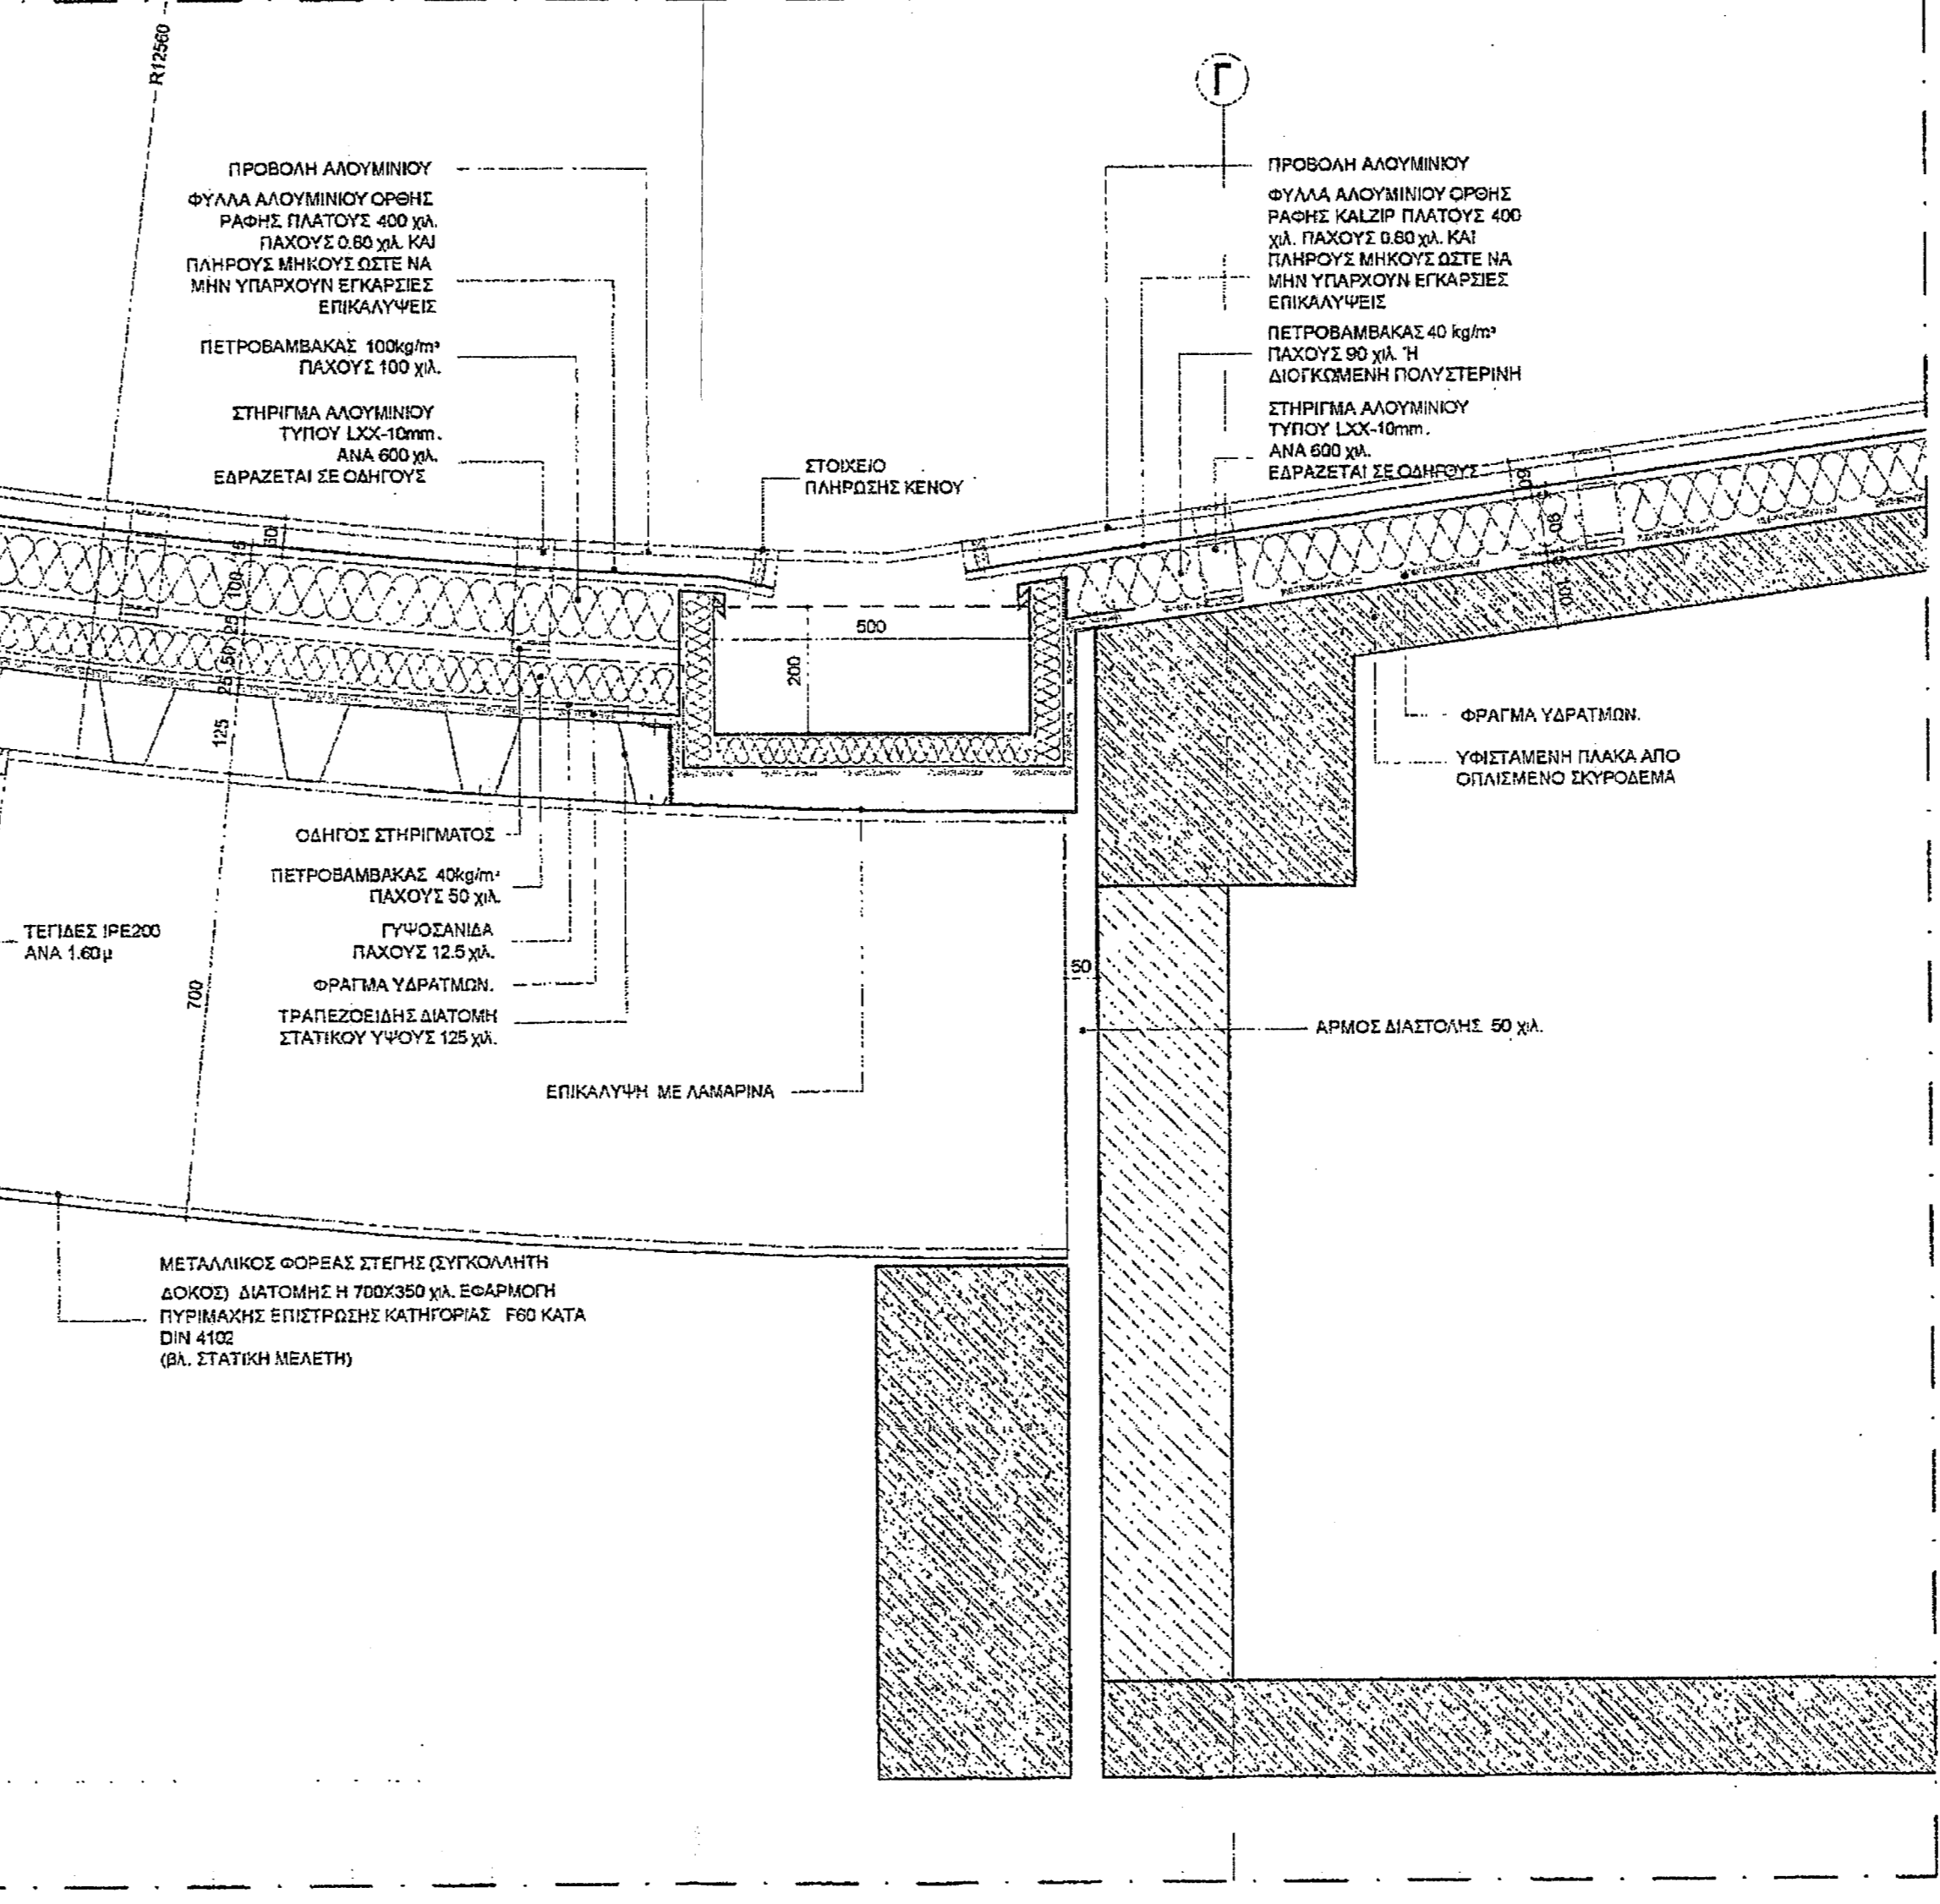 R12560
Γ
ΠΡΟΒΟΛΗ ΑΛΟΥΜΙΝΙΟΥ
ΦΥΛΛΑ ΑΛΟΥΜΙΝΙΟΥ ΟΡΘΗΣ
ΡΑΦΗΣ ΠΛΑΤΟΥΣ 400 χιλ.
ΠΑΧΟΥΣ 0.80 χιλ. ΚΑΙ
ΠΛΗΡΟΥΣ ΜΗΚΟΥΣ ΩΣΤΕ ΝΑ
ΜΗΝ ΥΠΑΡΧΟΥΝ ΕΓΚΑΡΣΙΕΣ
ΕΠΙΚΑΛΥΨΕΙΣ
ΠΕΤΡΟΒΑΜΒΑΚΑΣ 100kg/m³
ΠΑΧΟΥΣ 100 χιλ.
ΣΤΗΡΙΓΜΑ ΑΛΟΥΜΙΝΙΟΥ
ΤΥΠΟΥ LXX-10mm.
ΑΝΑ 600 χιλ.
ΕΔΡΑΖΕΤΑΙ ΣΕ ΟΔΗΓΟΥΣ
ΣΤΟΙΧΕΙΟ
ΠΛΗΡΩΣΗΣ ΚΕΝΟΥ
ΠΡΟΒΟΛΗ ΑΛΟΥΜΙΝΙΟΥ
ΦΥΛΛΑ ΑΛΟΥΜΙΝΙΟΥ ΟΡΘΗΣ
ΡΑΦΗΣ KALZIP ΠΛΑΤΟΥΣ 400
χιλ. ΠΑΧΟΥΣ 0.80 χιλ. ΚΑΙ
ΠΛΗΡΟΥΣ ΜΗΚΟΥΣ ΩΣΤΕ ΝΑ
ΜΗΝ ΥΠΑΡΧΟΥΝ ΕΓΚΑΡΣΙΕΣ
ΕΠΙΚΑΛΥΨΕΙΣ
ΠΕΤΡΟΒΑΜΒΑΚΑΣ 40 kg/m³
ΠΑΧΟΥΣ 90 χιλ. Ή
ΔΙΟΓΚΩΜΕΝΗ ΠΟΛΥΣΤΕΡΙΝΗ
ΣΤΗΡΙΓΜΑ ΑΛΟΥΜΙΝΙΟΥ
ΤΥΠΟΥ LXX-10mm.
ΑΝΑ 600 χιλ.
ΕΔΡΑΖΕΤΑΙ ΣΕ ΟΔΗΓΟΥΣ
15
100
25
50
25
125
700
500
200
90
100
ΦΡΑΓΜΑ ΥΔΡΑΤΜΩΝ.
ΥΦΙΣΤΑΜΕΝΗ ΠΛΑΚΑ ΑΠΟ
ΟΠΛΙΣΜΕΝΟ ΣΚΥΡΟΔΕΜΑ
ΟΔΗΓΟΣ ΣΤΗΡΙΓΜΑΤΟΣ
ΠΕΤΡΟΒΑΜΒΑΚΑΣ 40kg/m³
ΠΑΧΟΥΣ 50 χιλ.
ΓΥΨΟΣΑΝΙΔΑ
ΠΑΧΟΥΣ 12.5 χιλ.
ΦΡΑΓΜΑ ΥΔΡΑΤΜΩΝ.
ΤΡΑΠΕΖΟΕΙΔΗΣ ΔΙΑΤΟΜΗ
ΣΤΑΤΙΚΟΥ ΥΨΟΥΣ 125 χιλ.
ΕΠΙΚΑΛΥΨΗ ΜΕ ΛΑΜΑΡΙΝΑ
ΤΕΓΙΔΕΣ IPE200
ΑΝΑ 1.60μ
50
ΑΡΜΟΣ ΔΙΑΣΤΟΛΗΣ 50 χιλ.
ΜΕΤΑΛΛΙΚΟΣ ΦΟΡΕΑΣ ΣΤΕΓΗΣ (ΣΥΓΚΟΛΛΗΤΗ
ΔΟΚΟΣ) ΔΙΑΤΟΜΗΣ Η 700Χ350 χιλ. ΕΦΑΡΜΟΓΗ
ΠΥΡΙΜΑΧΗΣ ΕΠΙΣΤΡΩΣΗΣ ΚΑΤΗΓΟΡΙΑΣ F60 ΚΑΤΑ
DIN 4102
(βλ. ΣΤΑΤΙΚΗ ΜΕΛΕΤΗ)